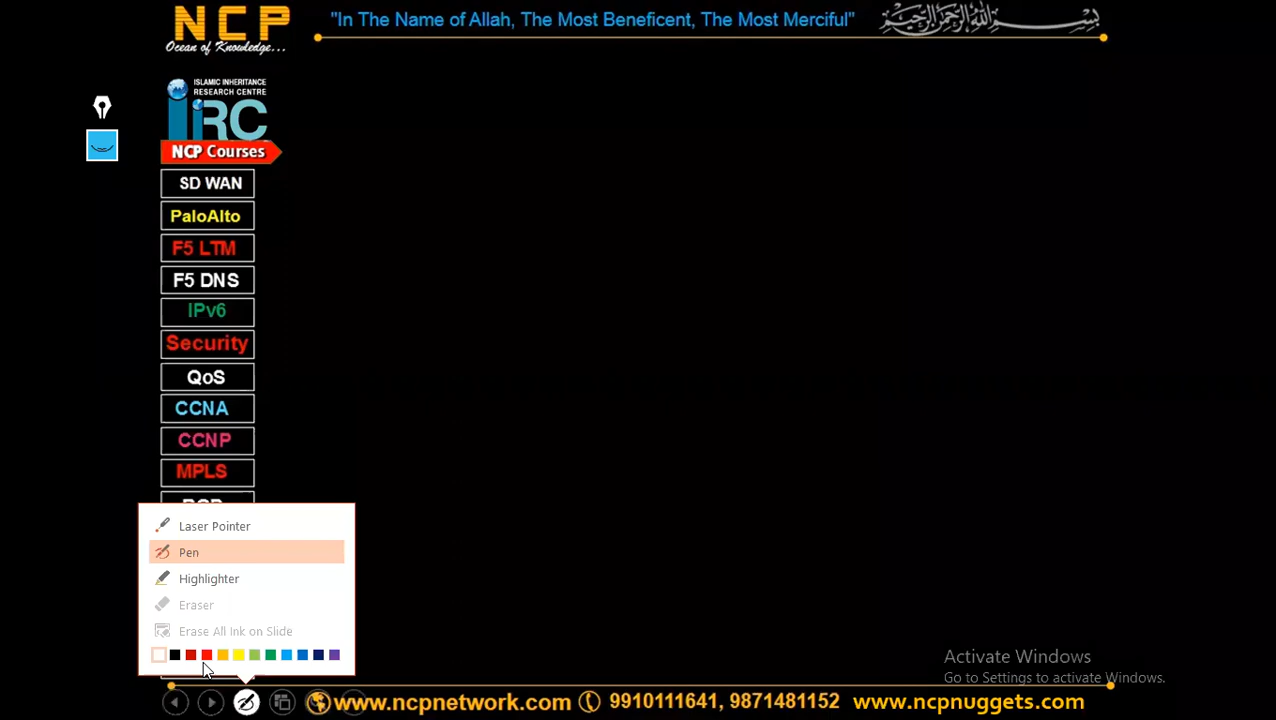 NCP
Ocean of Knowledge...
"In The Name of Allah, The Most Beneficent, The Most Merciful"
بسم الله الرحمن الرحيم
ISLAMIC INHERITANCE
RESEARCH CENTRE
iRC
NCP Courses
SD WAN
PaloAlto
F5 LTM
F5 DNS
IPv6
Security
QoS
CCNA
CCNP
MPLS
Laser Pointer
Pen
Highlighter
Eraser
Erase All Ink on Slide
Activate Windows
Go to Settings to activate Windows.
www.ncpnetwork.com
9910111641, 9871481152
www.ncpnuggets.com